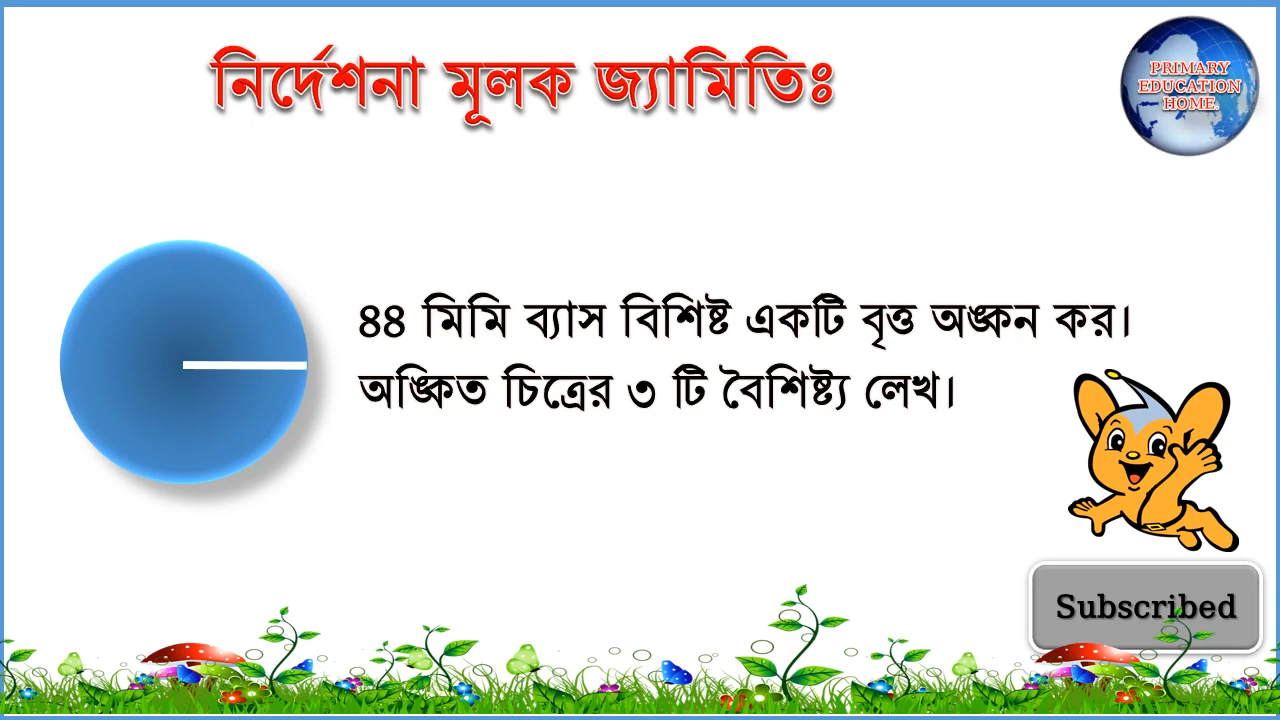 নির্দেশনা মূলক জ্যামিতিঃ
PRIMARY
EDUCATION
HOME.
৪৪ মিমি ব্যাস বিশিষ্ট একটি বৃত্ত অঙ্কন কর।
অঙ্কিত চিত্রের ৩ টি বৈশিষ্ট্য লেখ।
Subscribed